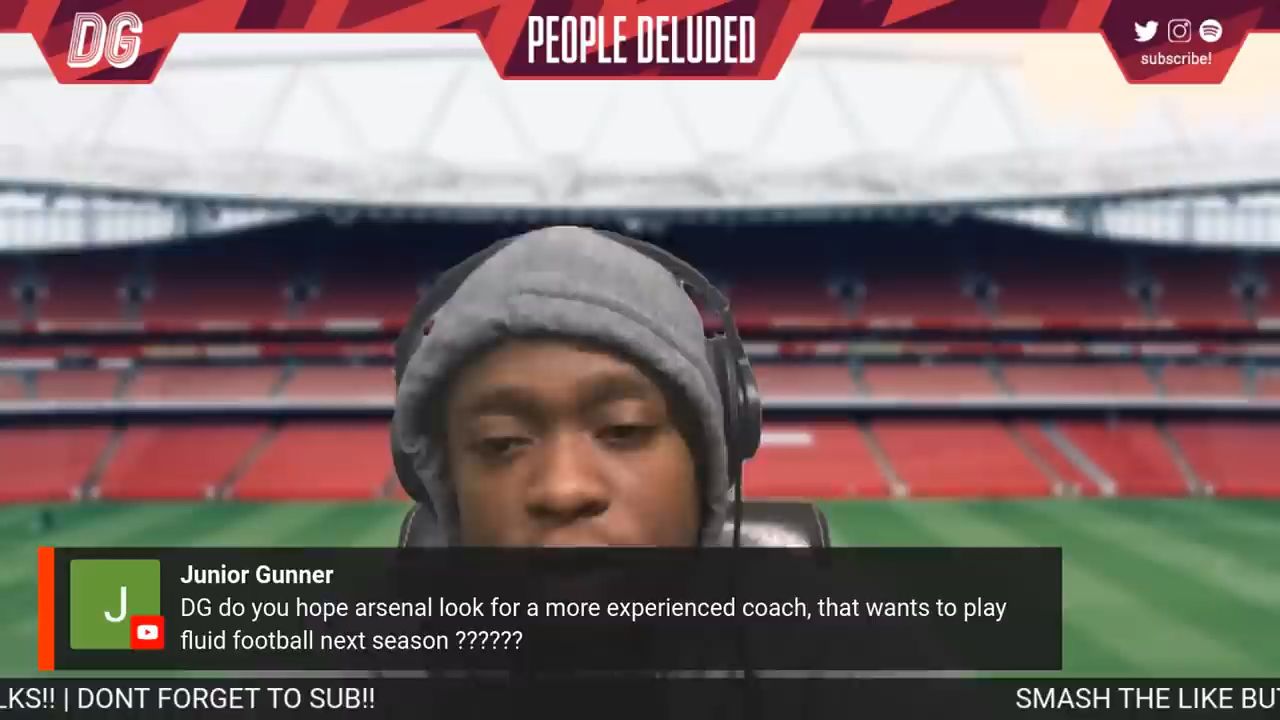 DG
PEOPLE DELUDED
subscribe!
Junior Gunner
J
DG do you hope arsenal look for a more experienced coach, that wants to play
fluid football next season ??????
LKS!! | DONT FORGET TO SUB!!
SMASH THE LIKE BUT